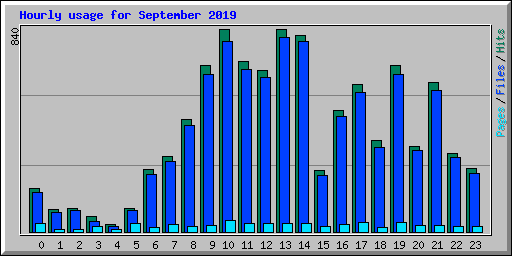 Hourly usage for September 2019
840
Pages / Files / Hits
0 1 2 3 4 5 6 7 8 9 10 11 12 13 14 15 16 17 18 19 20 21 22 23